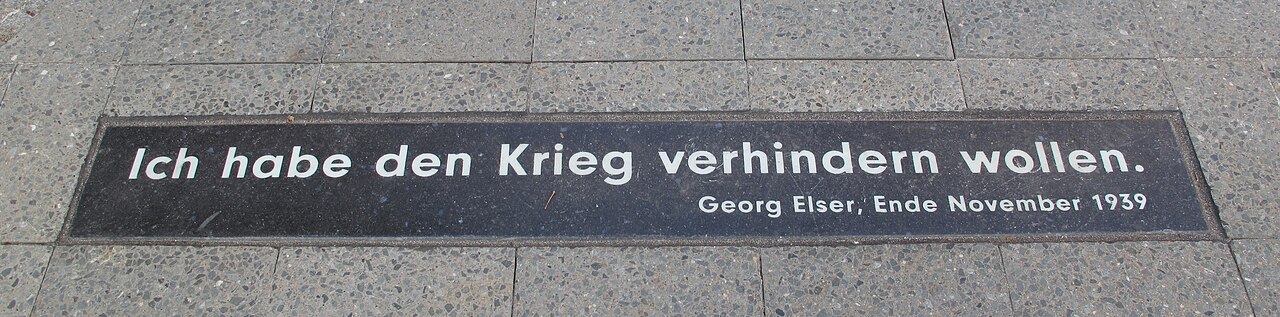 Ich habe den Krieg verhindern wollen.
Georg Elser, Ende November 1939